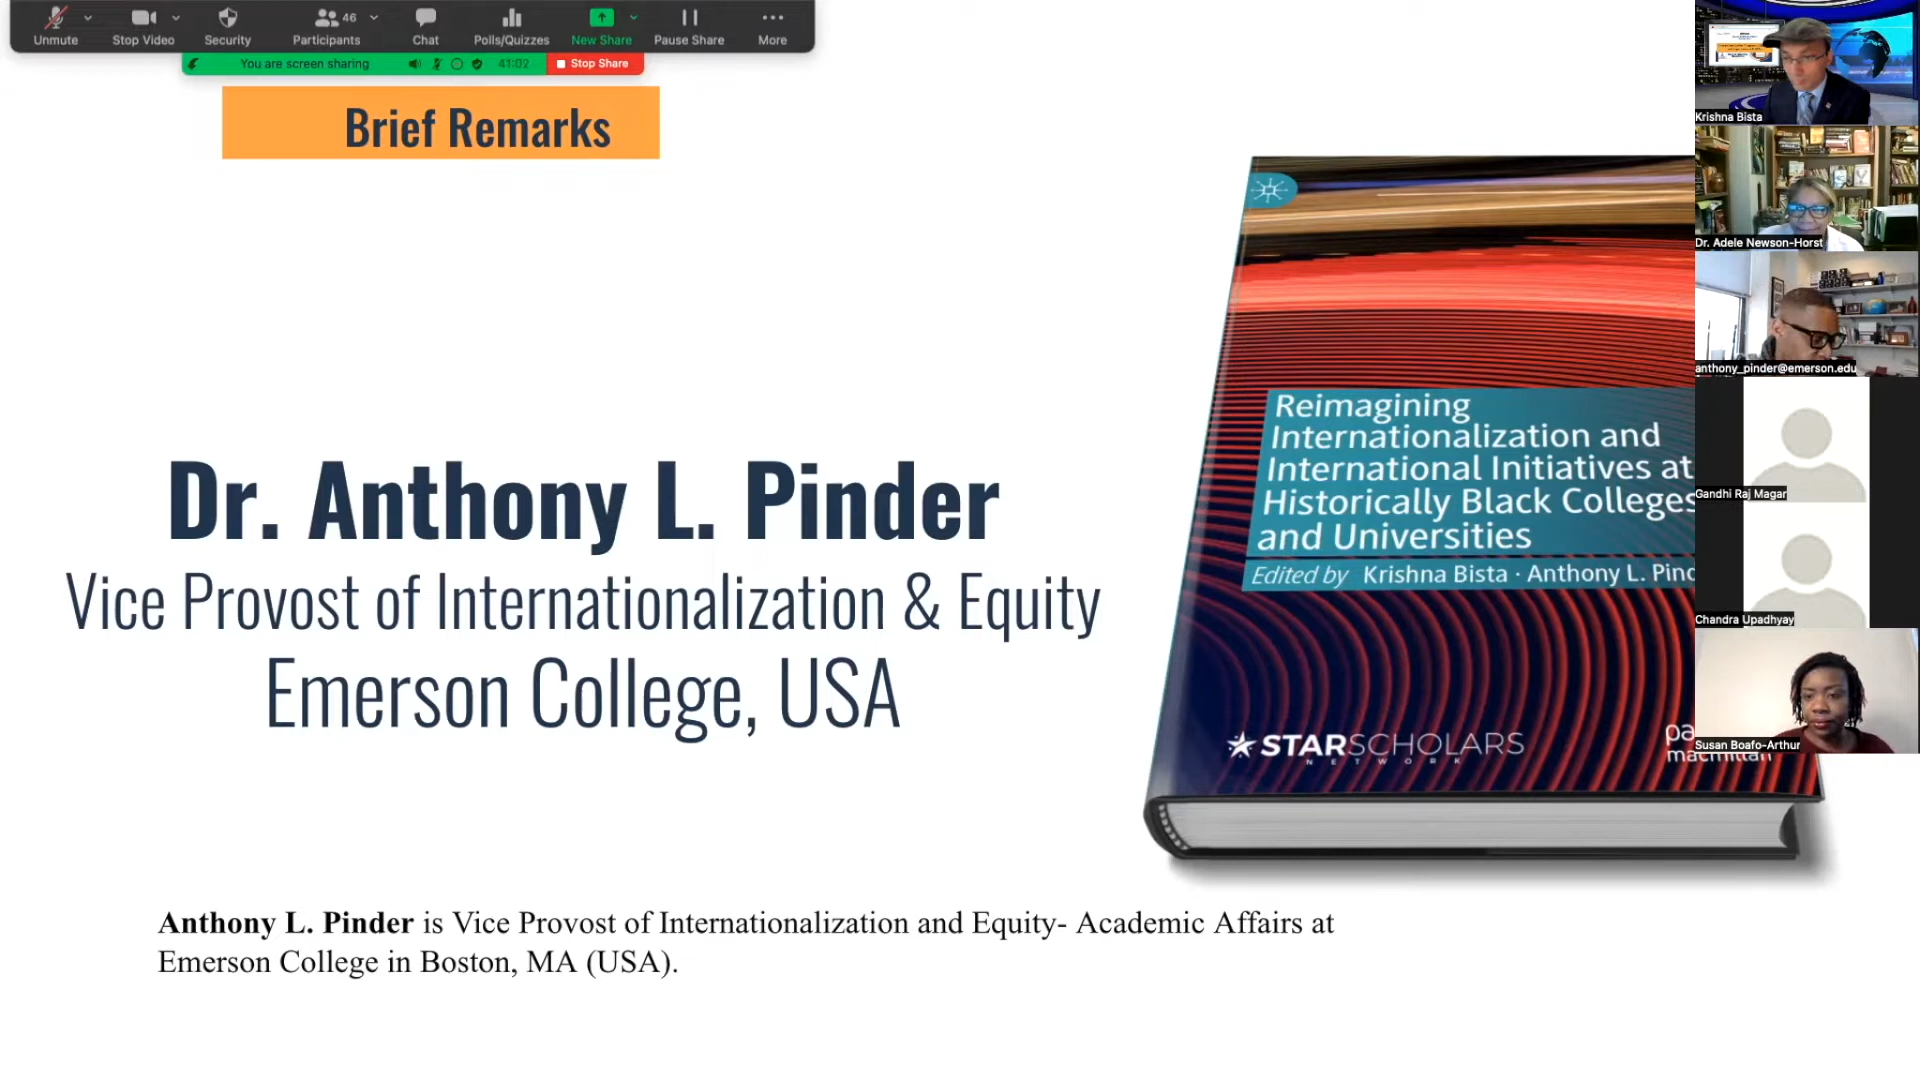 Unmute
Stop Video
Security
46
Participants
Chat
Polls/Quizzes
New Share
Pause Share
More
You are screen sharing
41:02
Stop Share
Brief Remarks
Dr. Anthony L. Pinder
Vice Provost of Internationalization & Equity
Emerson College, USA
Reimagining
Internationalization and
International Initiatives at
Historically Black Colleges
and Universities
Edited by Krishna Bista · Anthony L. Pind
STARSCHOLARS
NETWORK
pa
macmillan
Anthony L. Pinder is Vice Provost of Internationalization and Equity- Academic Affairs at
Emerson College in Boston, MA (USA).
Krishna Bista
Dr. Adele Newson-Horst
anthony_pinder@emerson.edu
Gandhi Raj Magar
Chandra Upadhyay
Susan Boafo-Arthur